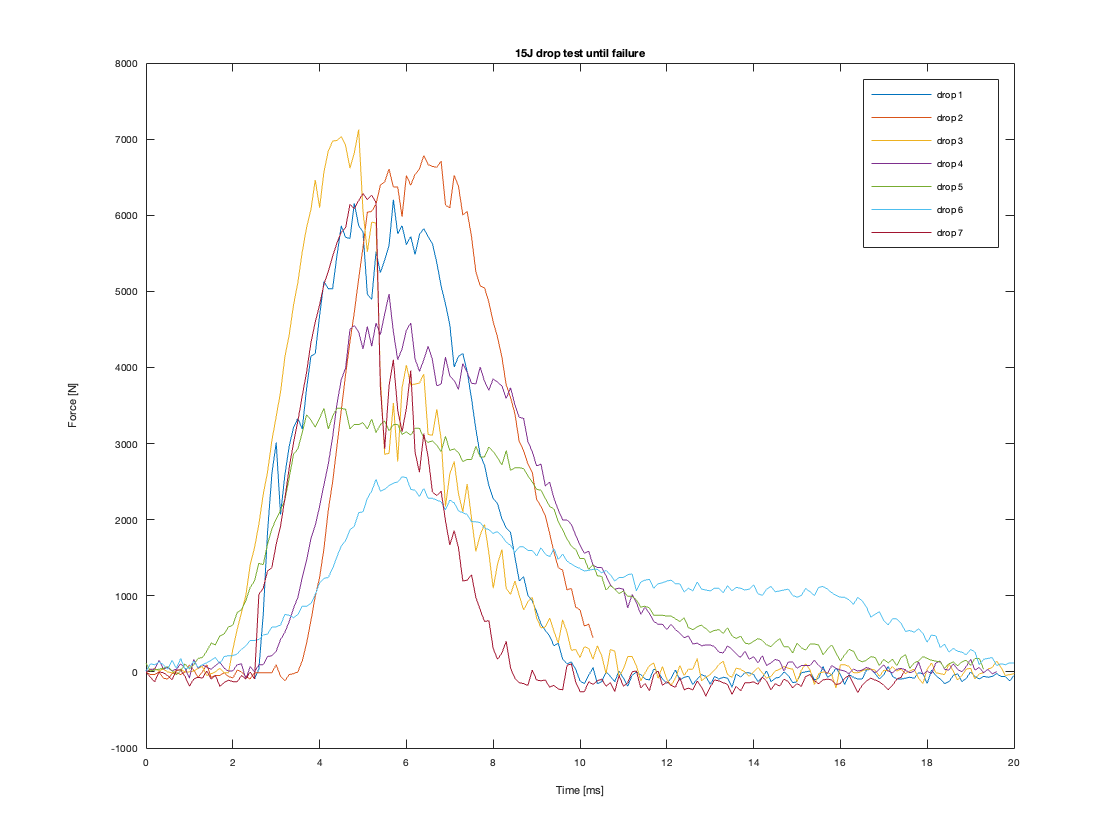 15J drop test until failure
8000
7000
6000
5000
4000
3000
2000
1000
0
-1000
Force [N]
drop 1
drop 2
drop 3
drop 4
drop 5
drop 6
drop 7
0 2 4 6 8 10 12 14 16 18 20
Time [ms]